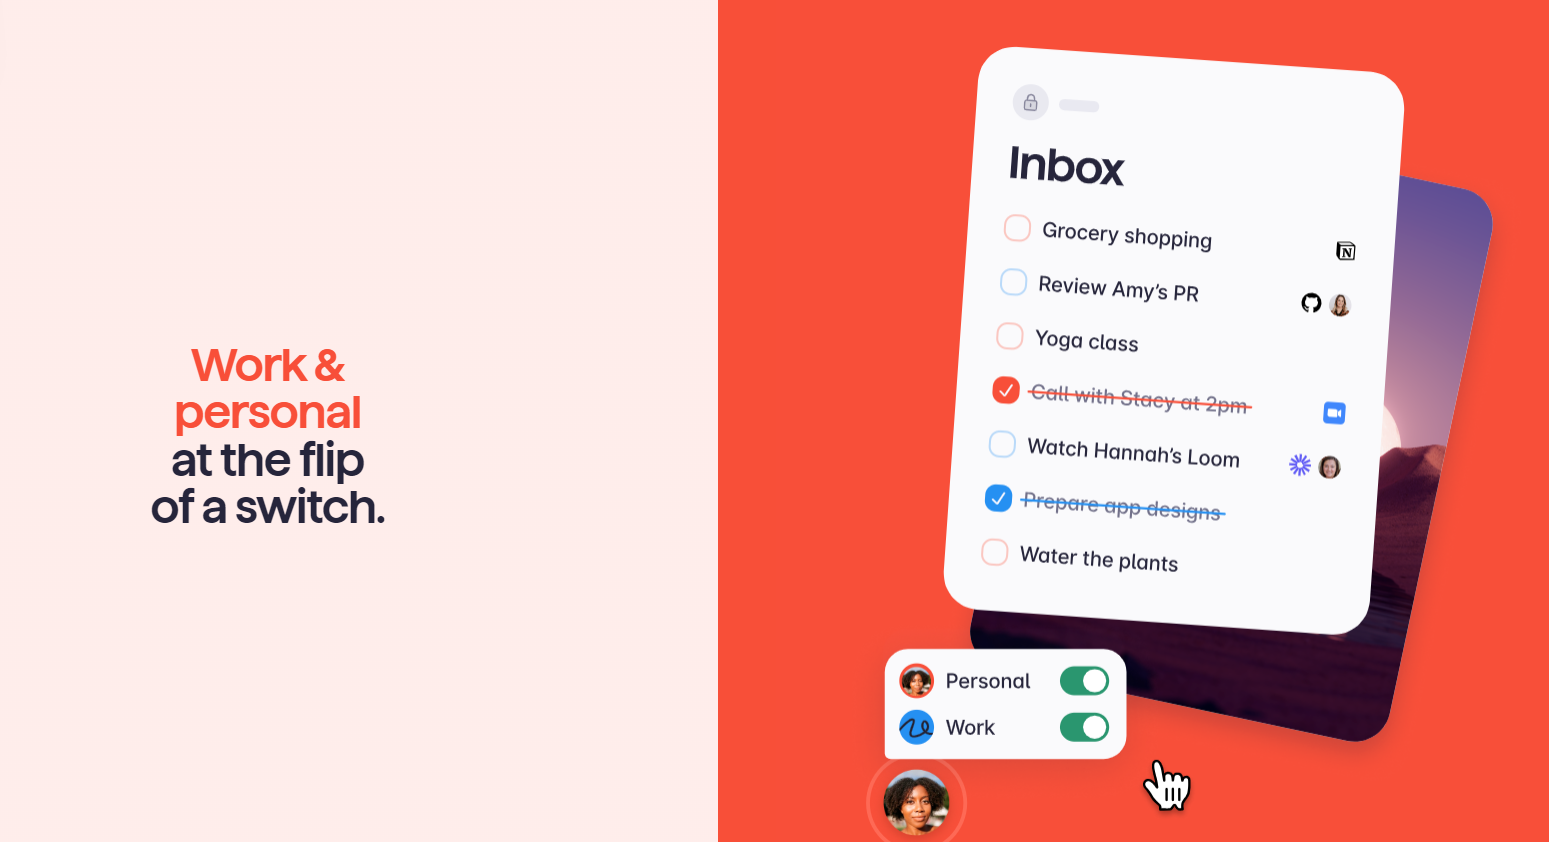 Work &
personal
at the flip
of a switch.
Inbox
Grocery shopping
N
Review Amy’s PR
Yoga class
Call with Stacy at 2pm
Watch Hannah’s Loom
Prepare app designs
Water the plants
Personal
Work